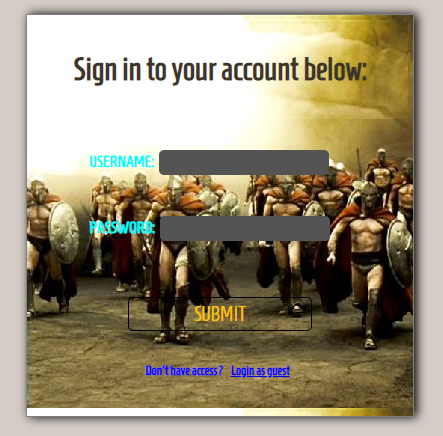 Sign in to your account below:
USERNAME:
PASSWORD:
SUBMIT
Don't have access? Login as guest